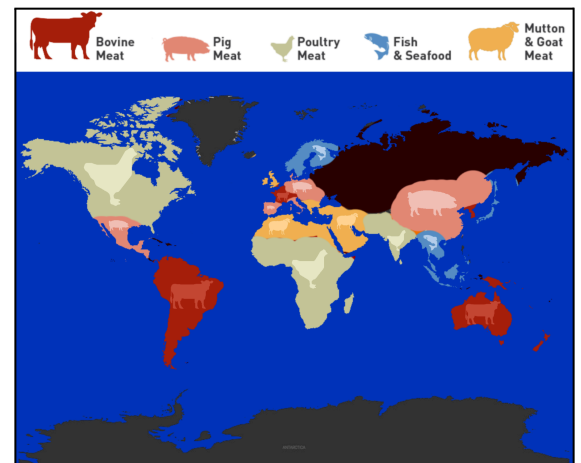 Bovine
Meat
Pig
Meat
Poultry
Meat
Fish
& Seafood
Mutton
& Goat
Meat